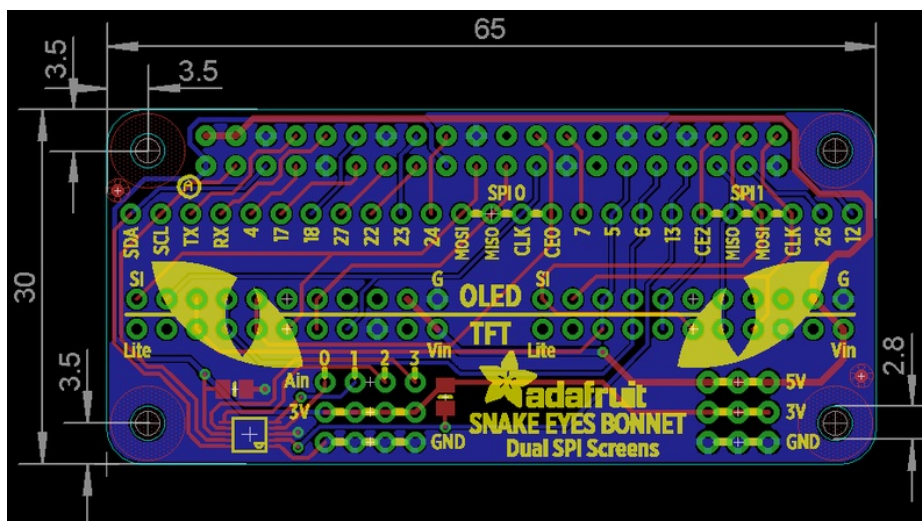 65
3.5
3.5
A
SPI0 SPI1
SDA SCL TX RX 4 17 18 27 22 23 24 MOSI MISO CLK CE0 7 5 6 13 CE2 MISO MOSI CLK 26 12
30
SI G OLED SI G
TFT
Lite Vin Lite Vin
3.5
2.8
0 1 2 3
Ain adafruit 5V
3V SNAKE EYES BONNET 3V
GND Dual SPI Screens GND